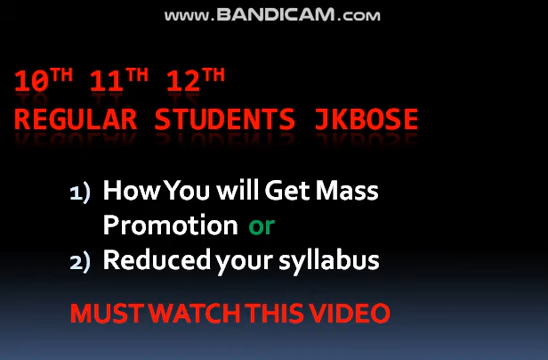 www.BANDICAM.com
10TH 11TH 12TH
REGULAR STUDENTS JKBOSE
1) How You will Get Mass
Promotion or
2) Reduced your syllabus
MUST WATCH THIS VIDEO